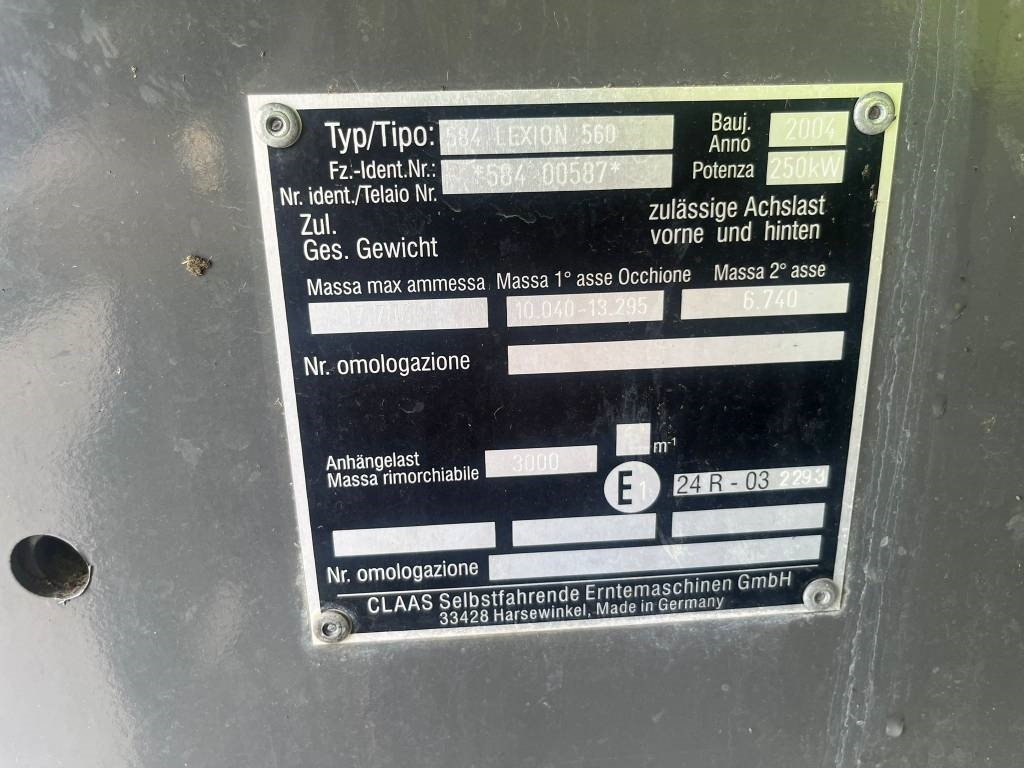 Typ/Tipo: 584 LEXION 560 Bauj. Anno 2004
Fz.-Ident.Nr.: *584 00587* Potenza 250kW
Nr. ident./Telaio Nr.
Zul. zulässige Achslast
Ges. Gewicht vorne und hinten
Massa max ammessa Massa 1° asse Occhione Massa 2° asse
10.040-13.295 6.740
Nr. omologazione
m-1
Anhängelast 3000
Massa rimorchiabile
E 1 24 R - 03 2293
Nr. omologazione
CLAAS Selbstfahrende Erntemaschinen GmbH
33428 Harsewinkel, Made in Germany